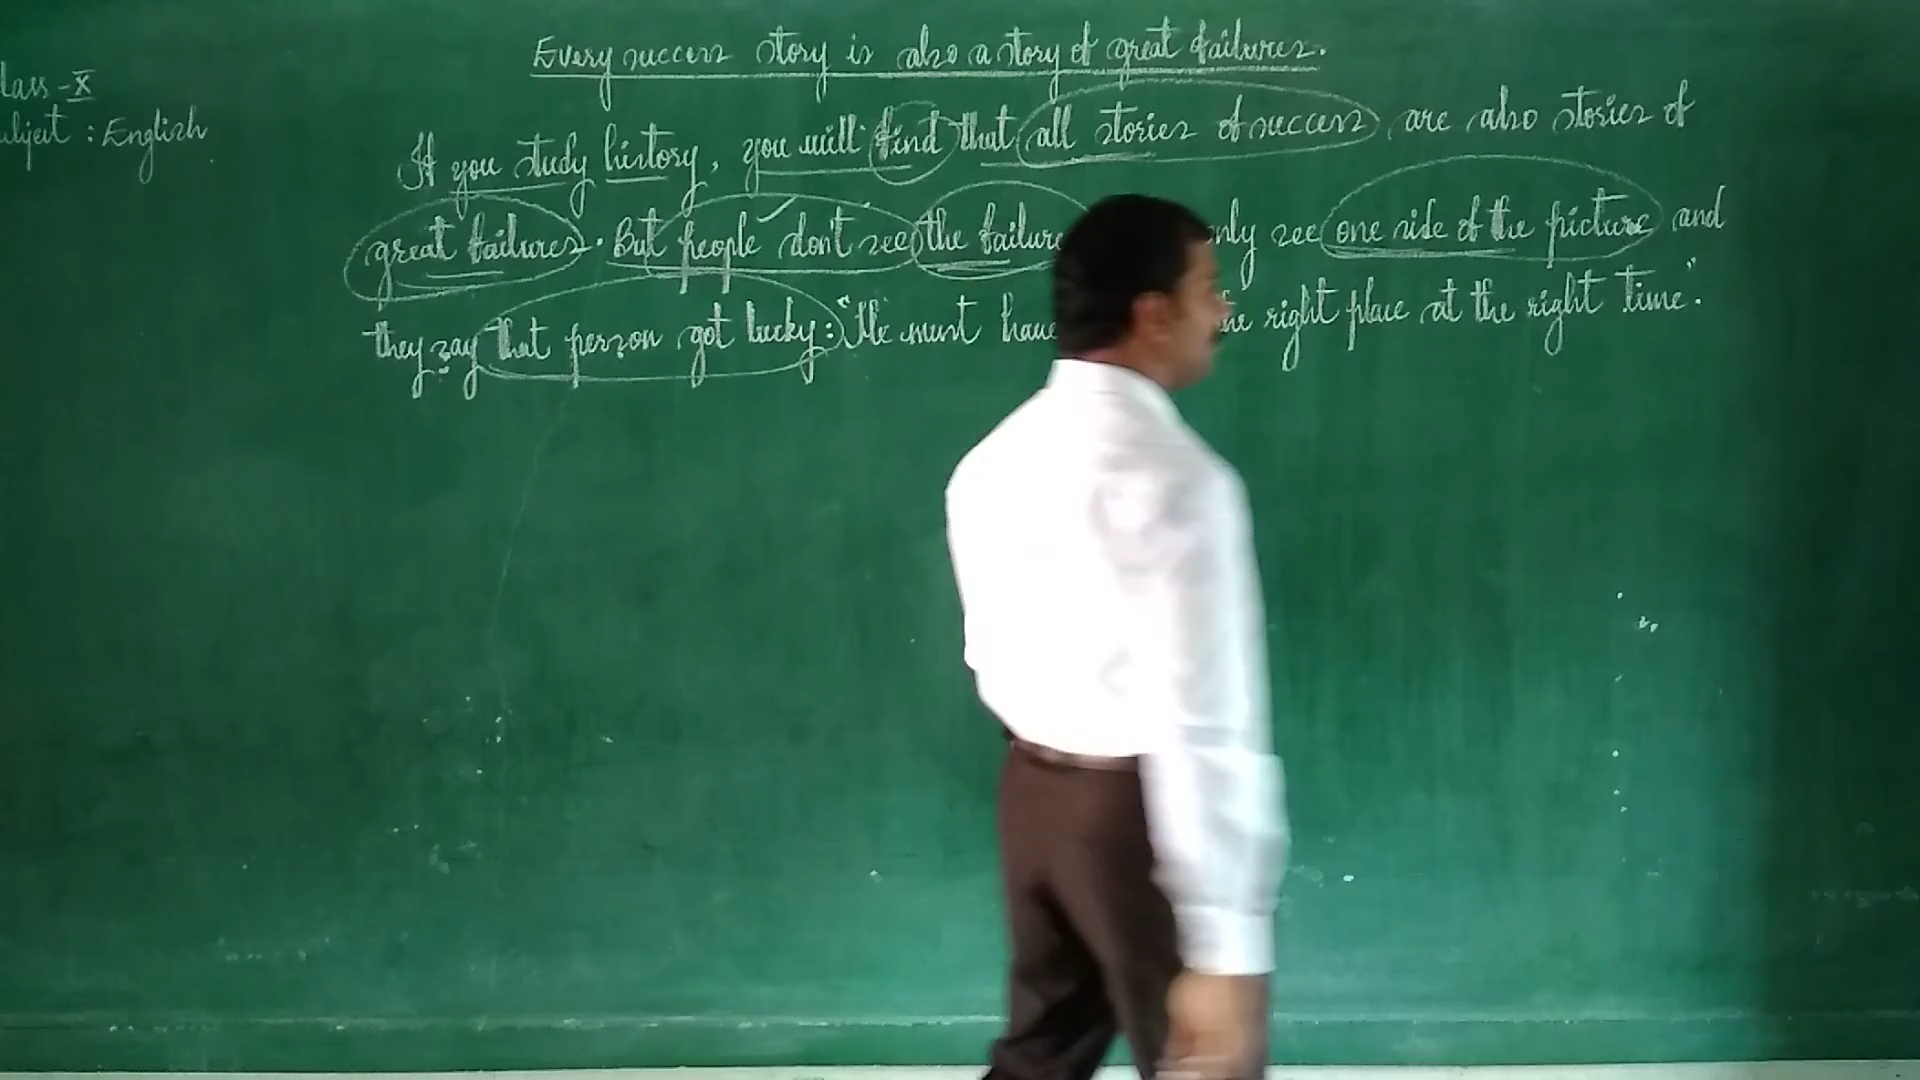 Every success story is also a story of great failures.
lass - X
ubject : English
If you study history, you will find that all stories of success are also stories of
great failures. But people don't see the failure nly see one side of the picture and
they say that person got lucky: "He must have right place at the right time."